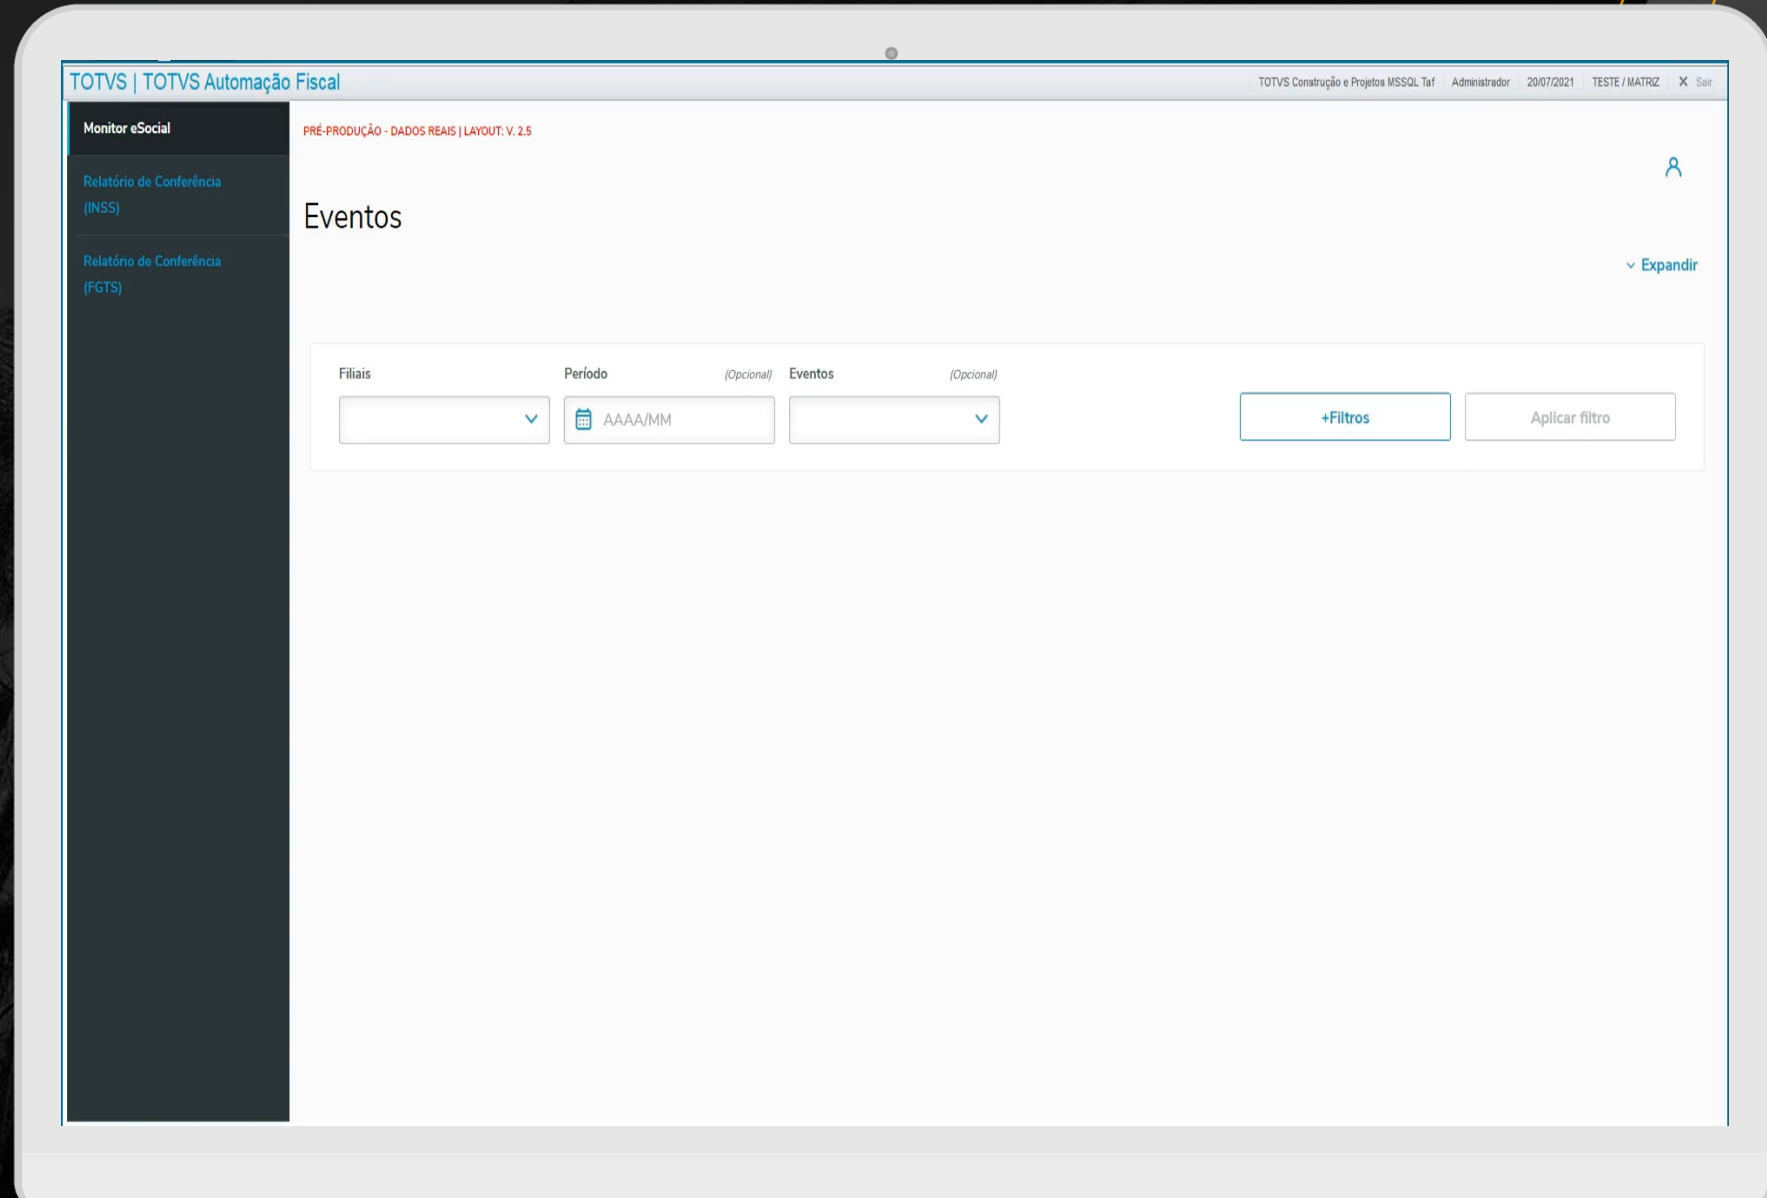 TOTVS | TOTVS Automação Fiscal
TOTVS Construção e Projetos MSSQL Taf Administrador 20/07/2021 TESTE / MATRIZ X Sair
Monitor eSocial
Relatório de Conferência
(INSS)
Relatório de Conferência
(FGTS)
PRÉ-PRODUÇÃO - DADOS REAIS | LAYOUT: V. 2.5
Eventos
Expandir
Filiais Período (Opcional) Eventos (Opcional)
AAAA/MM
+Filtros Aplicar filtro